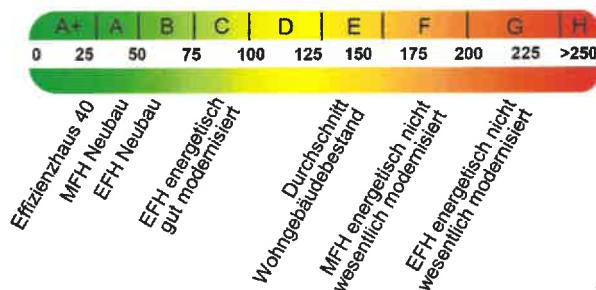 A+ A B C D E F G H
0 25 50 75 100 125 150 175 200 225 >250
Effizienzhaus 40
MFH Neubau
EFH Neubau
EFH energetisch
gut modernisiert
Durchschnitt
Wohngebäudebestand
MFH energetisch nicht
wesentlich modernisiert
EFH energetisch nicht
wesentlich modernisiert